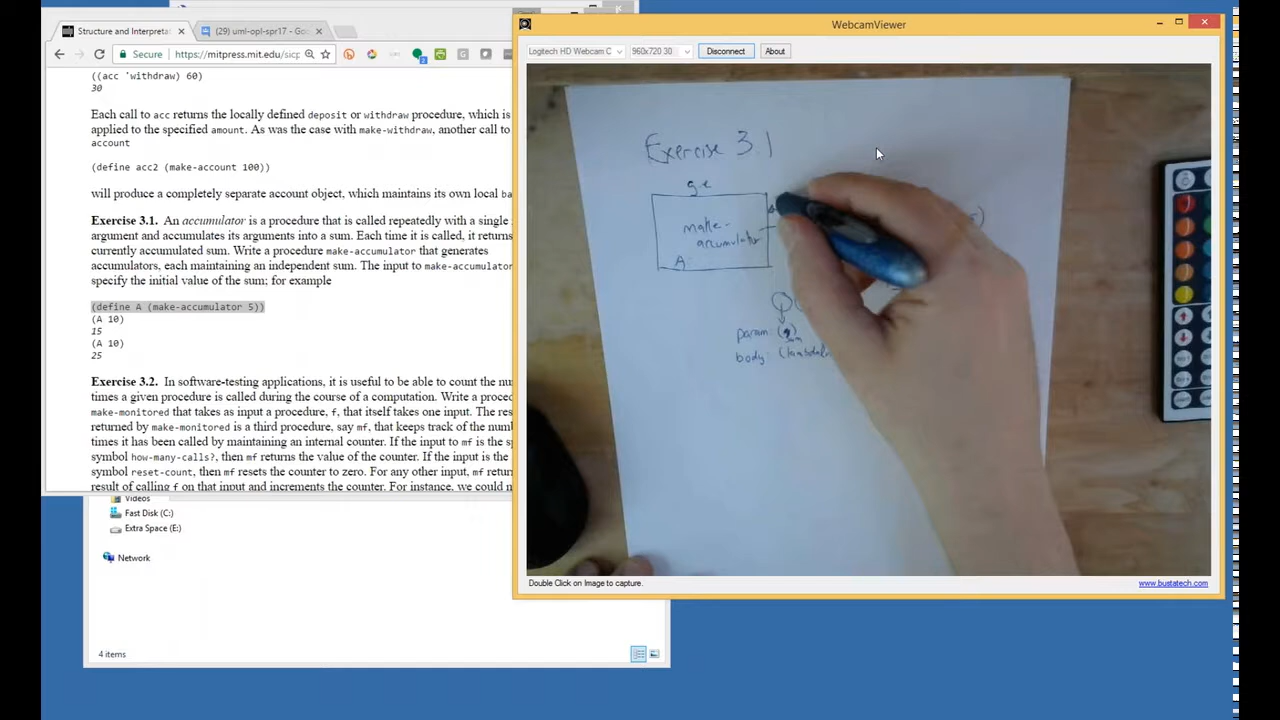 Structure and Interpreta
(29) uml-opl-spr17 - Go
Secure
https://mitpress.mit.edu/sicp
((acc 'withdraw) 60)
30
Each call to acc returns the locally defined deposit or withdraw procedure, which is
applied to the specified amount. As was the case with make-withdraw, another call to
account
(define acc2 (make-account 100))
will produce a completely separate account object, which maintains its own local ba
Exercise 3.1. An accumulator is a procedure that is called repeatedly with a single
argument and accumulates its arguments into a sum. Each time it is called, it returns
currently accumulated sum. Write a procedure make-accumulator that generates
accumulators, each maintaining an independent sum. The input to make-accumulator
specify the initial value of the sum; for example
(define A (make-accumulator 5))
(A 10)
15
(A 10)
25
Exercise 3.2. In software-testing applications, it is useful to be able to count the nu
times a given procedure is called during the course of a computation. Write a proced
make-monitored that takes as input a procedure, f, that itself takes one input. The res
returned by make-monitored is a third procedure, say mf, that keeps track of the numb
times it has been called by maintaining an internal counter. If the input to mf is the sp
symbol how-many-calls?, then mf returns the value of the counter. If the input is the
symbol reset-count, then mf resets the counter to zero. For any other input, mf return
result of calling f on that input and increments the counter. For instance, we could m
Videos
Fast Disk (C:)
Extra Space (E:)
Network
4 items
WebcamViewer
Logitech HD Webcam C
960x720 30
Disconnect
About
Exercise 3.1
g.e
make-
accumulator
A:
param: (
sum
body: (lambda
Double Click on Image to capture.
www.bustatech.com